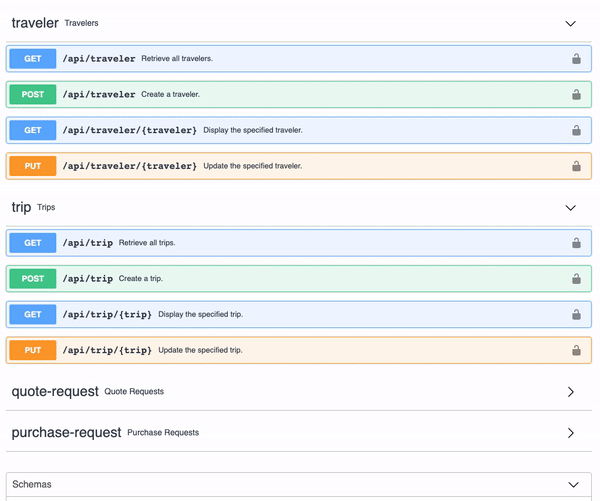 traveler Travelers
GET /api/traveler Retrieve all travelers.
POST /api/traveler Create a traveler.
GET /api/traveler/{traveler} Display the specified traveler.
PUT /api/traveler/{traveler} Update the specified traveler.
trip Trips
GET /api/trip Retrieve all trips.
POST /api/trip Create a trip.
GET /api/trip/{trip} Display the specified trip.
PUT /api/trip/{trip} Update the specified trip.
quote-request Quote Requests
purchase-request Purchase Requests
Schemas